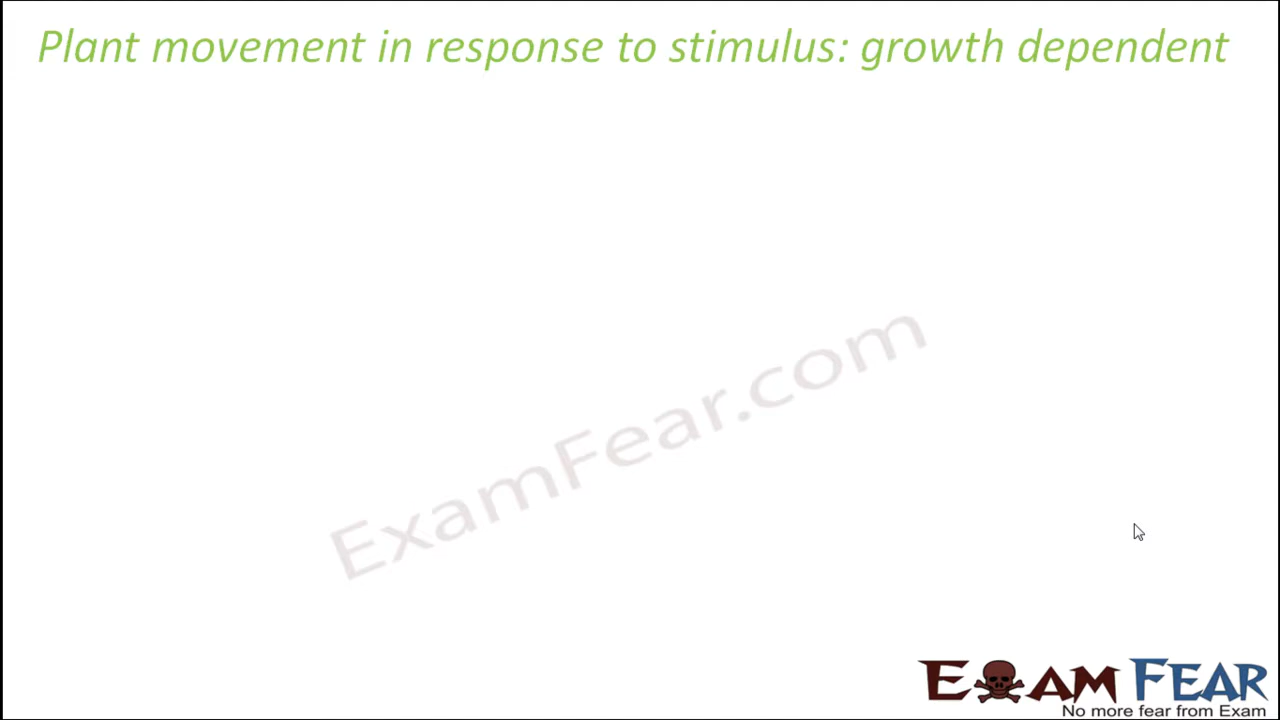 Plant movement in response to stimulus: growth dependent
ExamFear.com
EXAM FEAR
No more fear from Exam